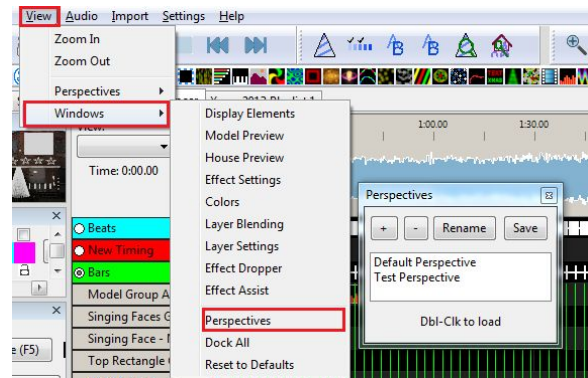 View Audio Import Settings Help
Zoom In
Zoom Out
Perspectives
Windows
2013 Playlist1
View:
Time: 0:00.00
1:00.00 1:30.00
Display Elements
Model Preview
House Preview
Effect Settings
Colors
Layer Blending
Layer Settings
Effect Dropper
Effect Assist
Perspectives
Dock All
Reset to Defaults
Perspectives
+ - Rename Save
Default Perspective
Test Perspective
Dbl-Clk to load
Beats
New Timing
Bars
Model Group A
Singing Faces G
Singing Face -
Top Rectangle
(F5)